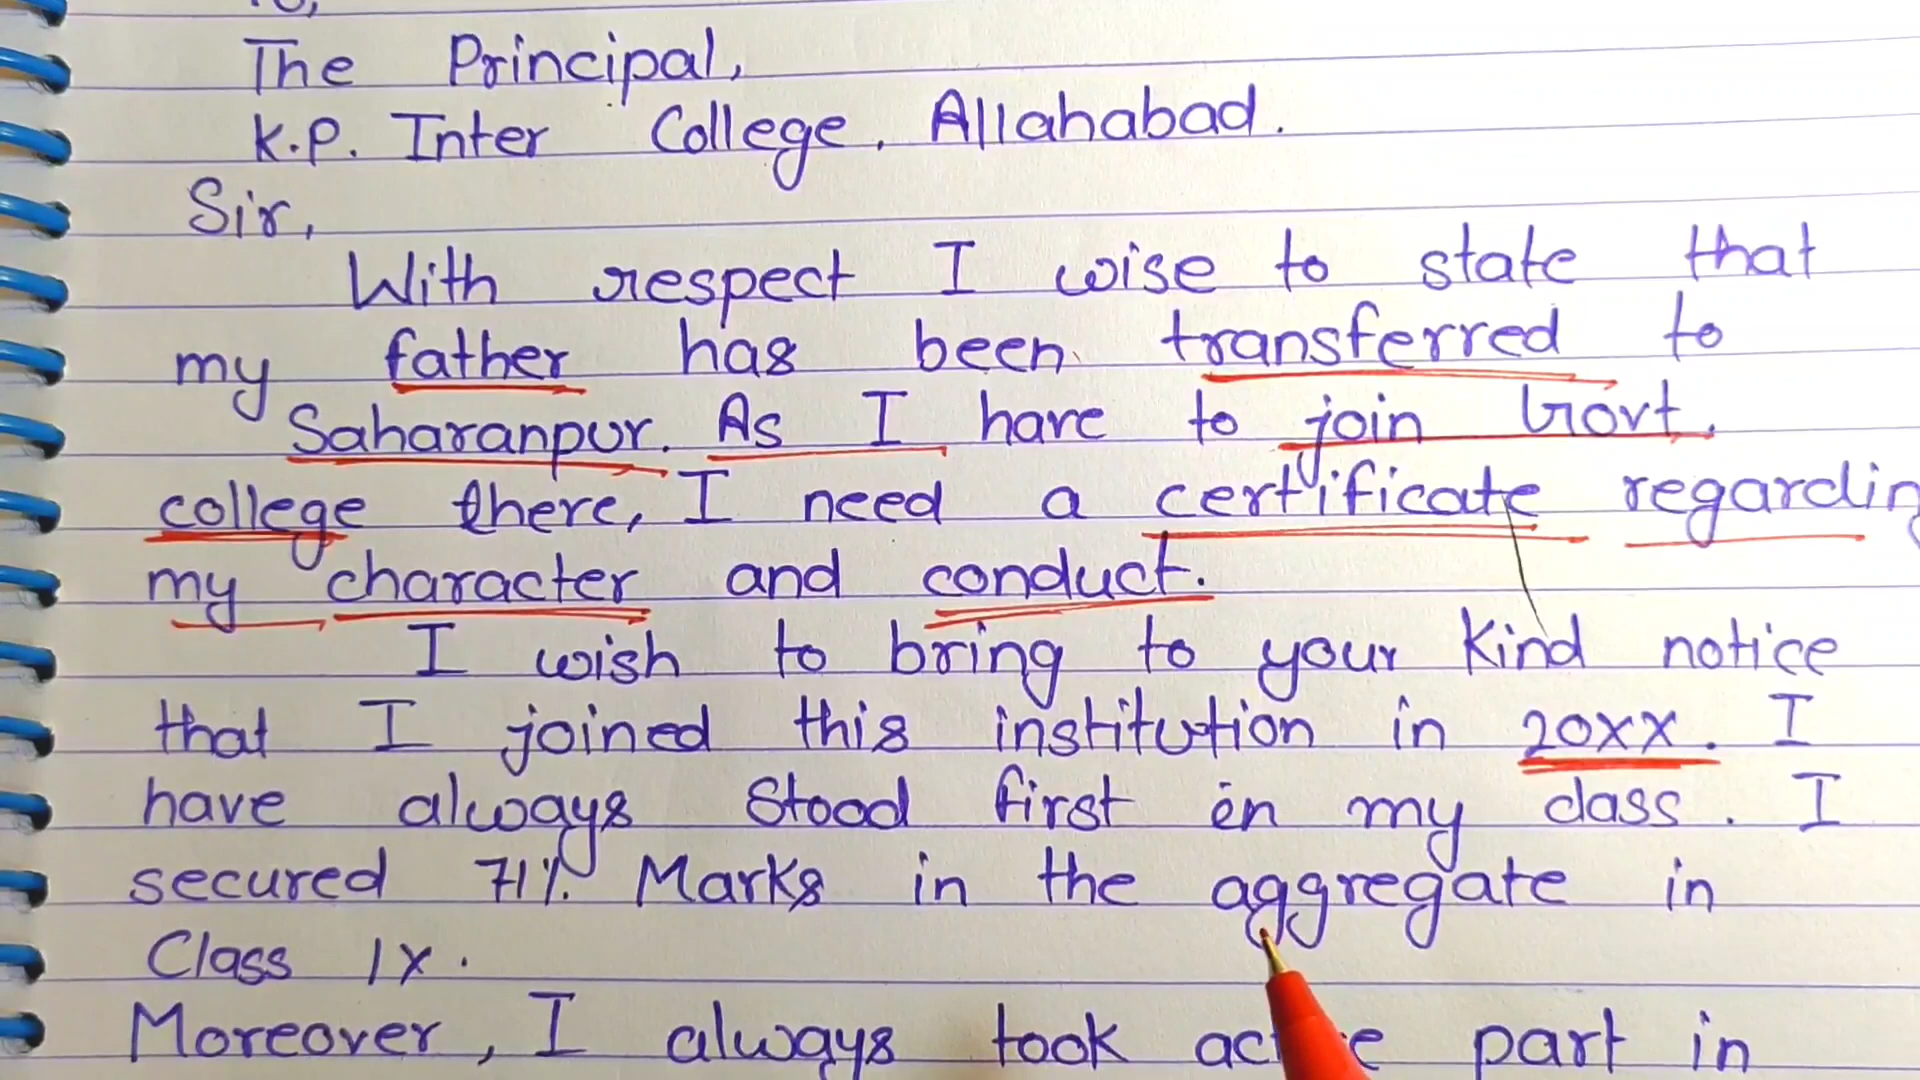 To,
The Principal,
K.P. Inter College, Allahabad.
Sir,
With respect I wise to state that
my father has been transferred to
Saharanpur. As I have to join Govt.
college there, I need a certificate regardin
my character and conduct.
I wish to bring to your kind notice
that I joined this institution in 20XX. I
have always stood first in my class. I
secured 71% Marks in the aggregate in
Class IX.
Moreover, I always took active part in